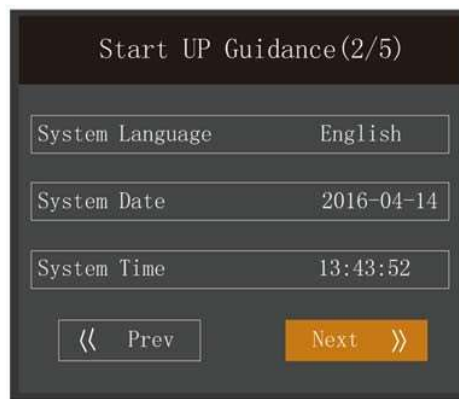 Start UP Guidance(2/5)
System Language English
System Date 2016-04-14
System Time 13:43:52
《 Prev Next 》